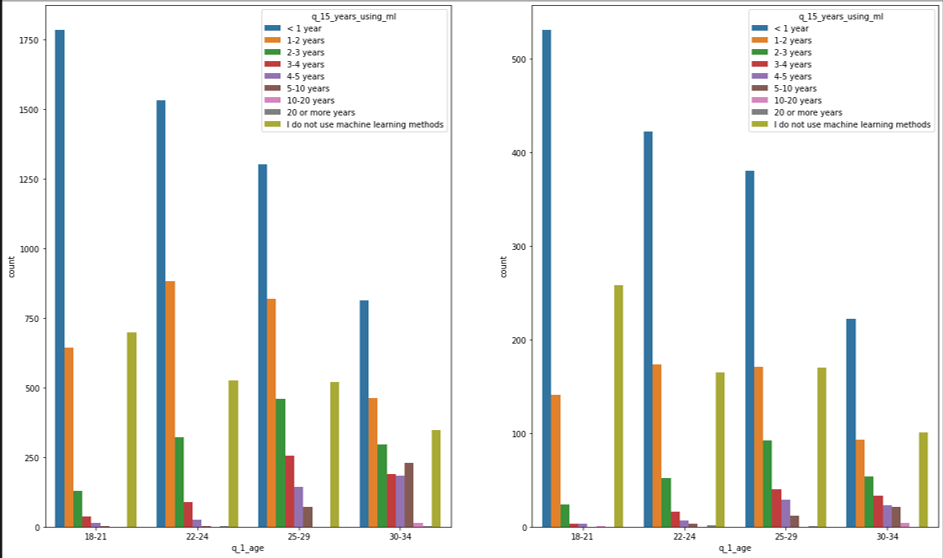 q_15_years_using_ml
< 1 year
1-2 years
2-3 years
3-4 years
4-5 years
5-10 years
10-20 years
20 or more years
I do not use machine learning methods
1750
1500
1250
1000
750
500
250
0
count
18-21 22-24 25-29 30-34
q_1_age
q_15_years_using_ml
< 1 year
1-2 years
2-3 years
3-4 years
4-5 years
5-10 years
10-20 years
20 or more years
I do not use machine learning methods
500
400
300
200
100
0
count
18-21 22-24 25-29 30-34
q_1_age